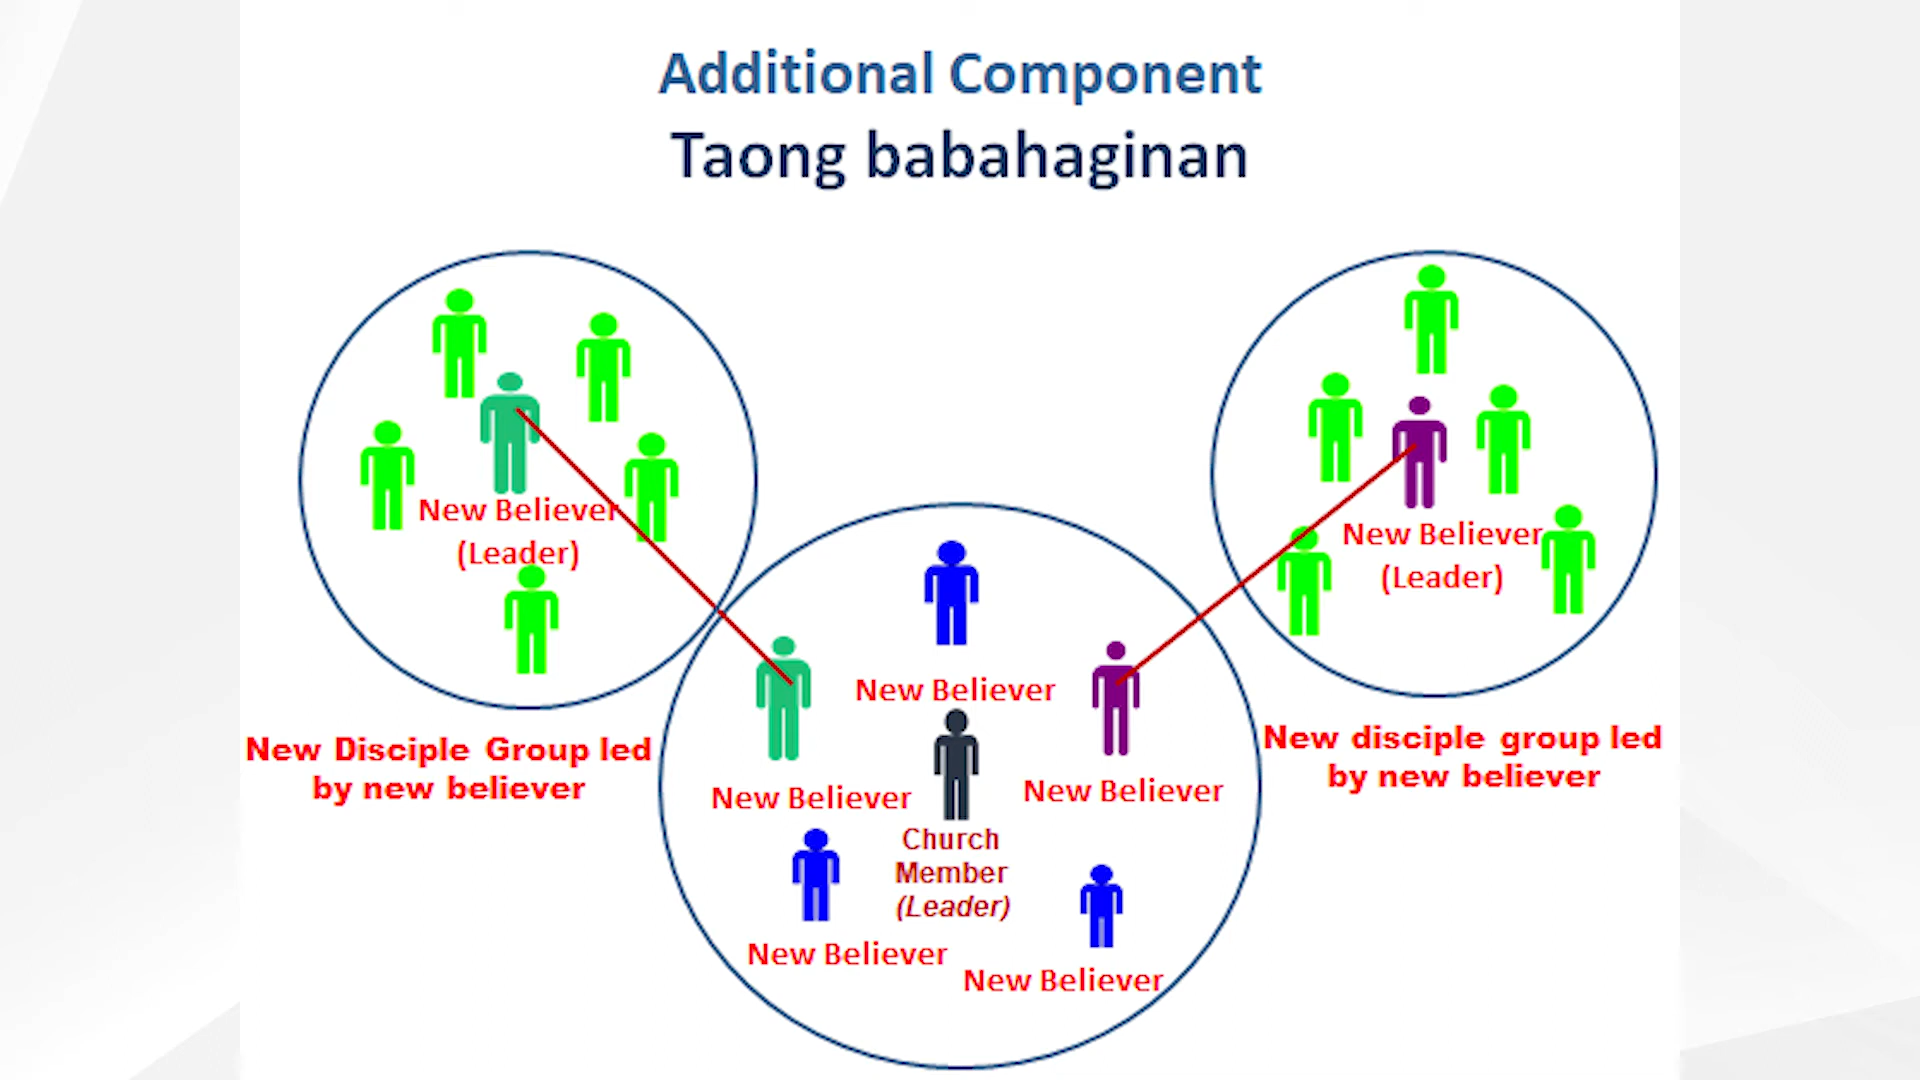 Additional Component
Taong babahaginan
New Believer
(Leader)
New Believer
(Leader)
New Disciple Group led
by new believer
New disciple group led
by new believer
New Believer
New Believer
New Believer
Church
Member
(Leader)
New Believer
New Believer